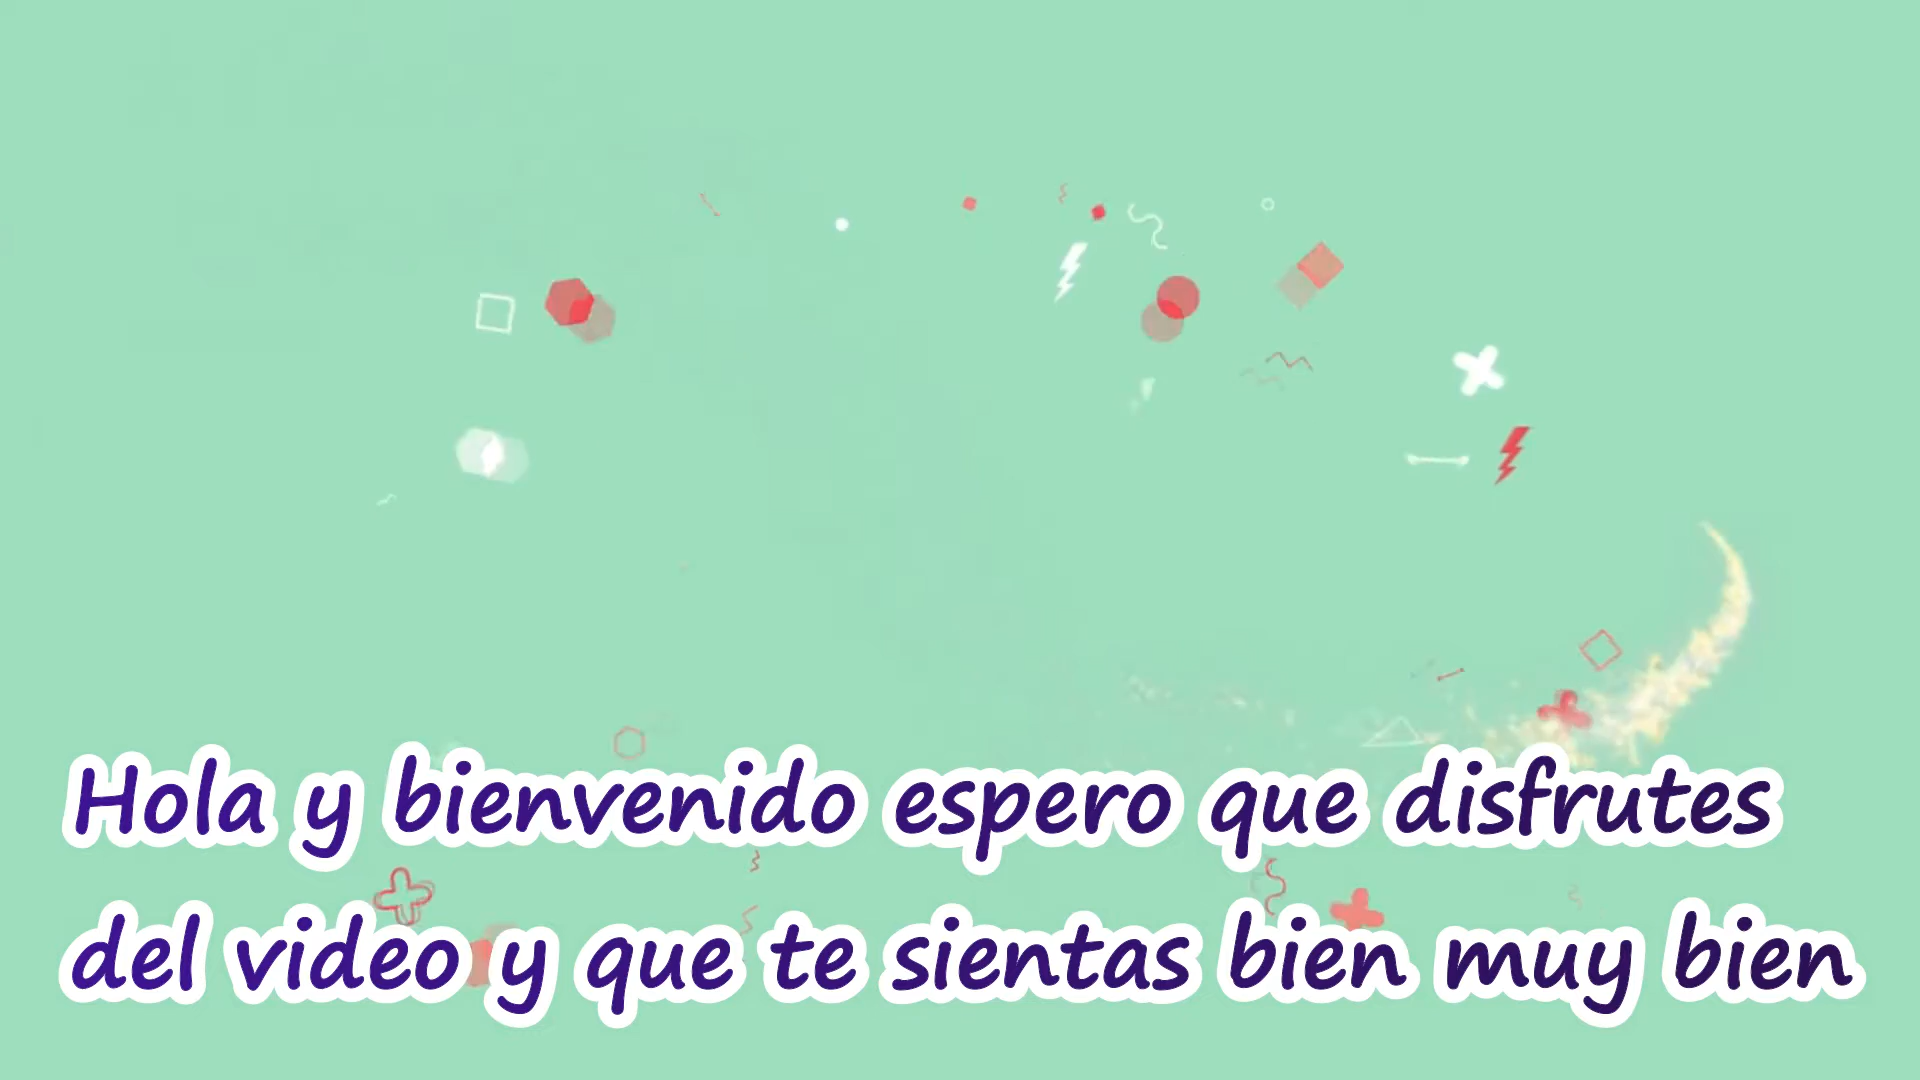 Hola y bienvenido espero que disfrutes
del video y que te sientas bien muy bien